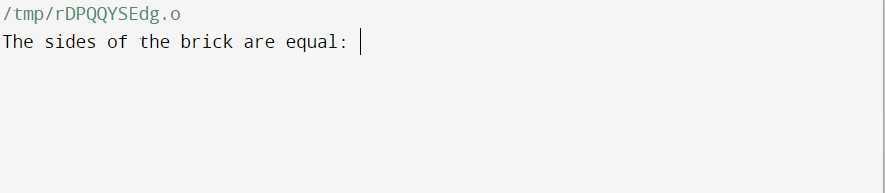 /tmp/rDPQQYSEdg.o
The sides of the brick are equal: